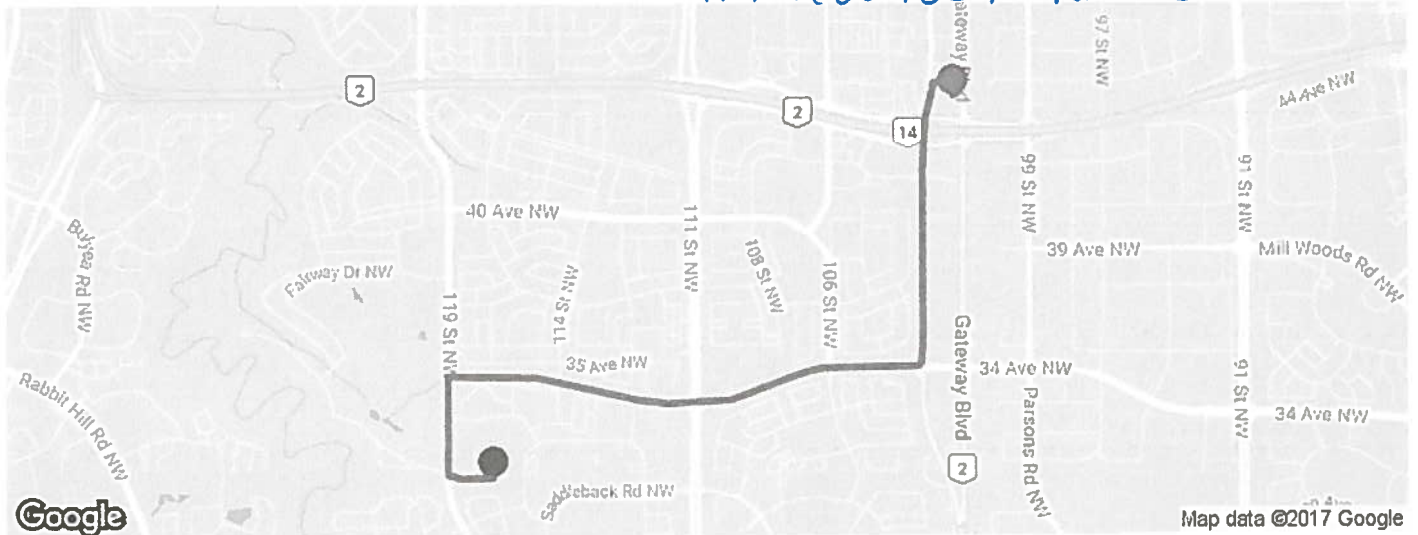 97 St NW
2
2
14
44 Ave NW
40 Ave NW
111 St NW
99 St NW
91 St NW
39 Ave NW
Mill Woods Rd NW
Bulyea Rd NW
Fairway Dr NW
108 St NW
106 St NW
114 St NW
119 St NW
35 Ave NW
Gateway Blvd
34 Ave NW
Parsons Rd NW
91 St NW
34 Ave NW
Rabbit Hill Rd NW
2
Saddleback Rd NW
Google
Map data ©2017 Google